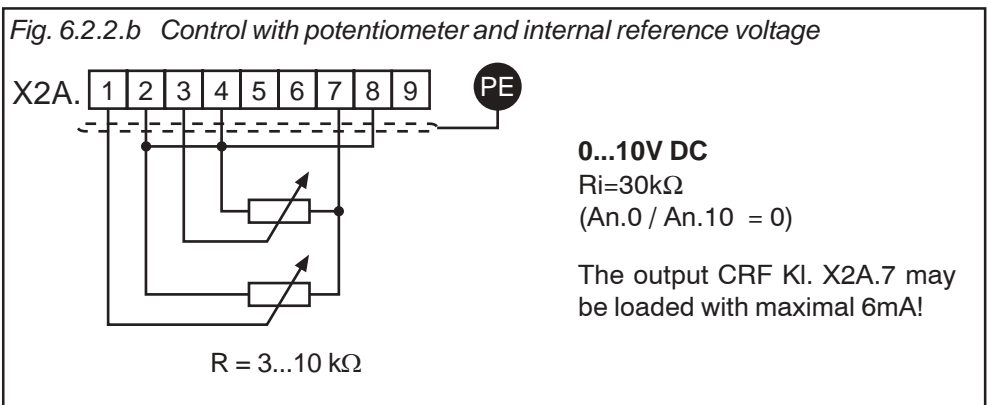 Fig. 6.2.2.b Control with potentiometer and internal reference voltage
X2A. 1 2 3 4 5 6 7 8 9 PE
0...10V DC
Ri=30kΩ
(An.0 / An.10 = 0)
The output CRF Kl. X2A.7 may
be loaded with maximal 6mA!
R = 3...10 kΩ